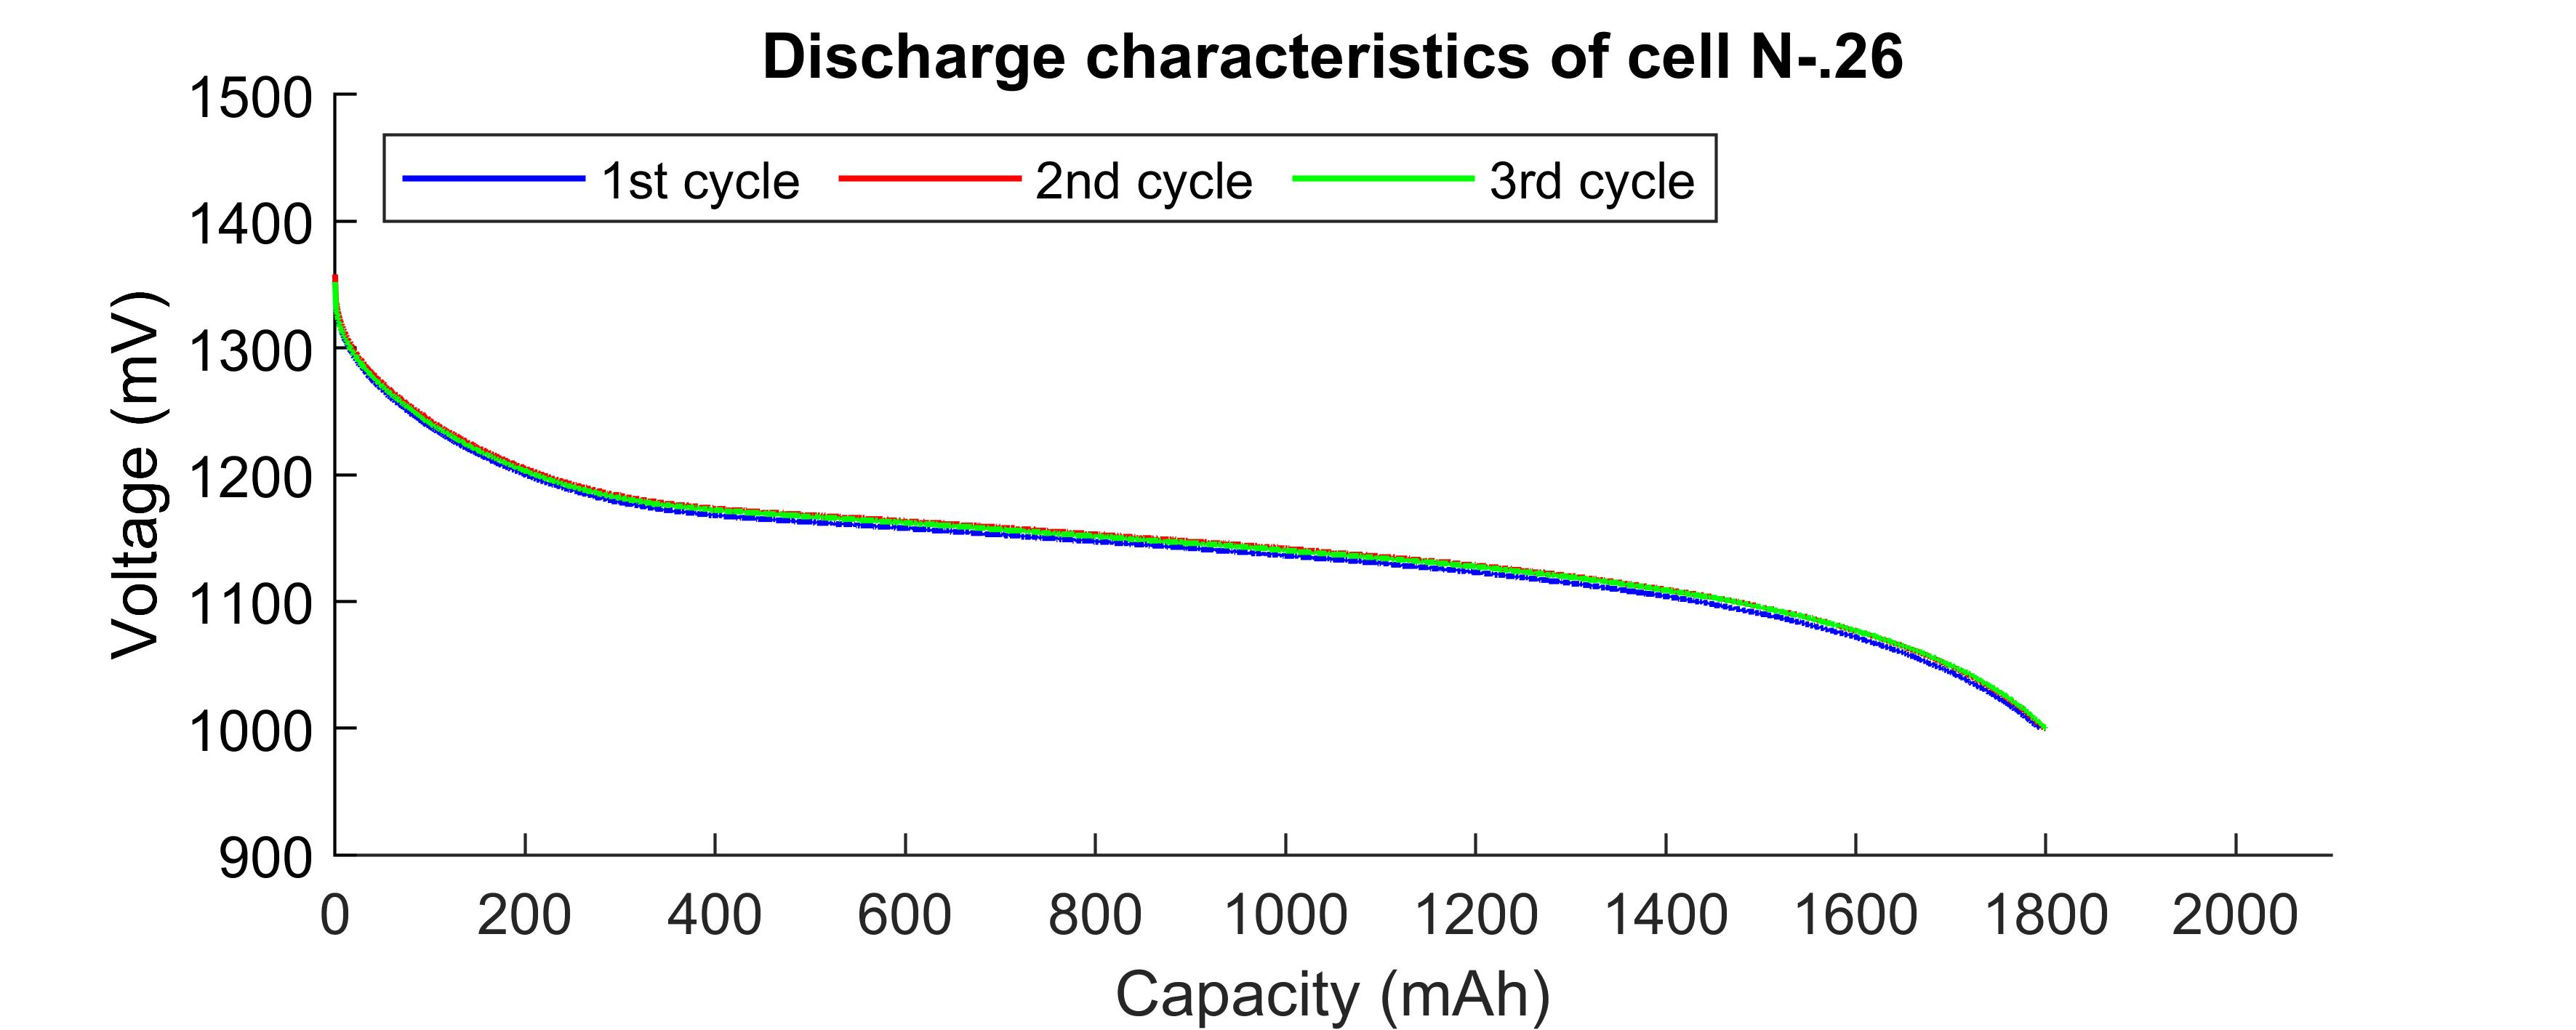 Discharge characteristics of cell N-.26
1500
1st cycle 2nd cycle 3rd cycle
1400
1300
1200
1100
1000
900
Voltage (mV)
0 200 400 600 800 1000 1200 1400 1600 1800 2000
Capacity (mAh)